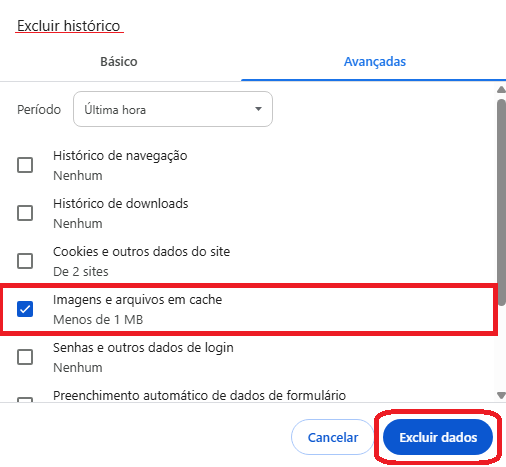 Excluir histórico
Básico
Avançadas
Período
Última hora
Histórico de navegação
Nenhum
Histórico de downloads
Nenhum
Cookies e outros dados do site
De 2 sites
Imagens e arquivos em cache
Menos de 1 MB
Senhas e outros dados de login
Nenhum
Preenchimento automático de dados de formulário
Cancelar
Excluir dados